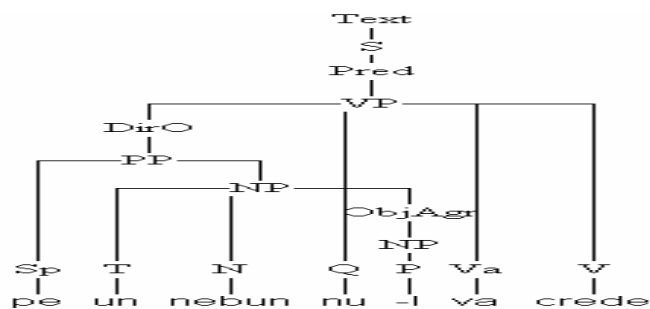 Text
S
Pred
VP
DirO
PP
NP
ObjAgr
NP
Sp T N Q P Va V
pe un nebun nu -l va crede